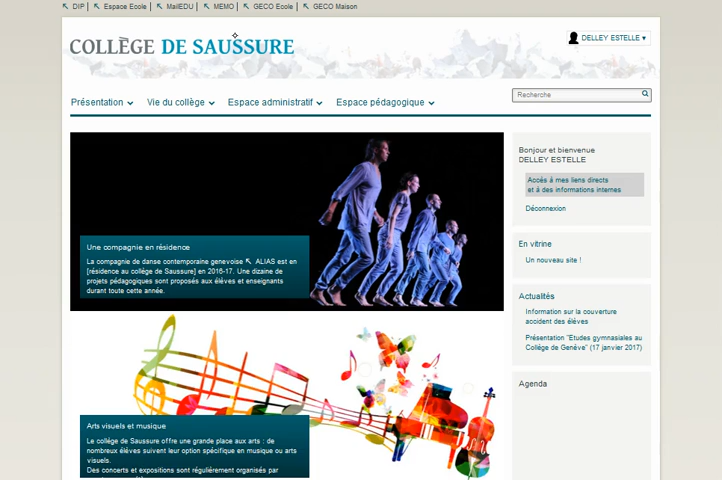 DIP Espace Ecole MailEDU MEMO GECO Ecole GECO Maison
COLLÈGE DE SAUSSURE
DELLEY ESTELLE ▾
Présentation Vie du collège Espace administratif Espace pédagogique
Recherche
Une compagnie en résidence
La compagnie de danse contemporaine genevoise ALIAS est en
[résidence au collège de Saussure] en 2016-17. Une dizaine de
projets pédagogiques sont proposés aux élèves et enseignants
durant toute cette année.
Arts visuels et musique
Le collège de Saussure offre une grande place aux arts : de
nombreux élèves suivent leur option spécifique en musique ou arts
visuels.
Des concerts et expositions sont régulièrement organisés par
Bonjour et bienvenue
DELLEY ESTELLE
Accès à mes liens directs
et à des informations internes
Déconnexion
En vitrine
Un nouveau site !
Actualités
Information sur la couverture
accident des élèves
Présentation "Etudes gymnasiales au
Collège de Genève" (17 janvier 2017)
Agenda